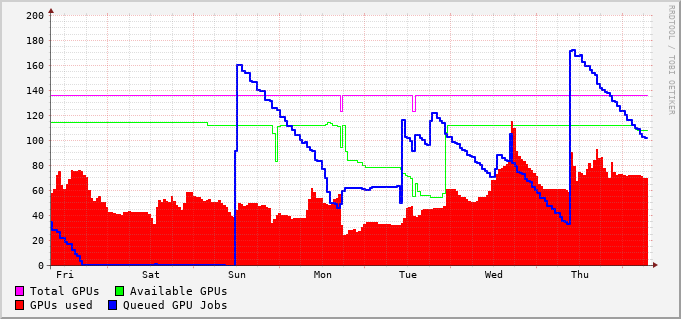 RRDTOOL / TOBI OETIKER
200
180
160
140
120
100
80
60
40
20
0
Fri Sat Sun Mon Tue Wed Thu
Total GPUs Available GPUs
GPUs used Queued GPU Jobs